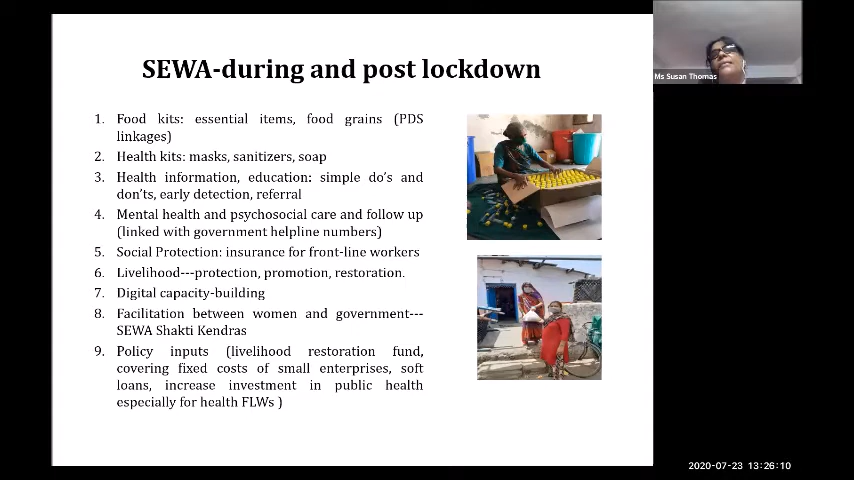 SEWA-during and post lockdown
1. Food kits: essential items, food grains (PDS
linkages)
2. Health kits: masks, sanitizers, soap
3. Health information, education: simple do's and
don'ts, early detection, referral
4. Mental health and psychosocial care and follow up
(linked with government helpline numbers)
5. Social Protection: insurance for front-line workers
6. Livelihood---protection, promotion, restoration.
7. Digital capacity-building
8. Facilitation between women and government---
SEWA Shakti Kendras
9. Policy inputs (livelihood restoration fund,
covering fixed costs of small enterprises, soft
loans, increase investment in public health
especially for health FLWs )
Ms Susan Thomas
2020-07-23 13:26:10